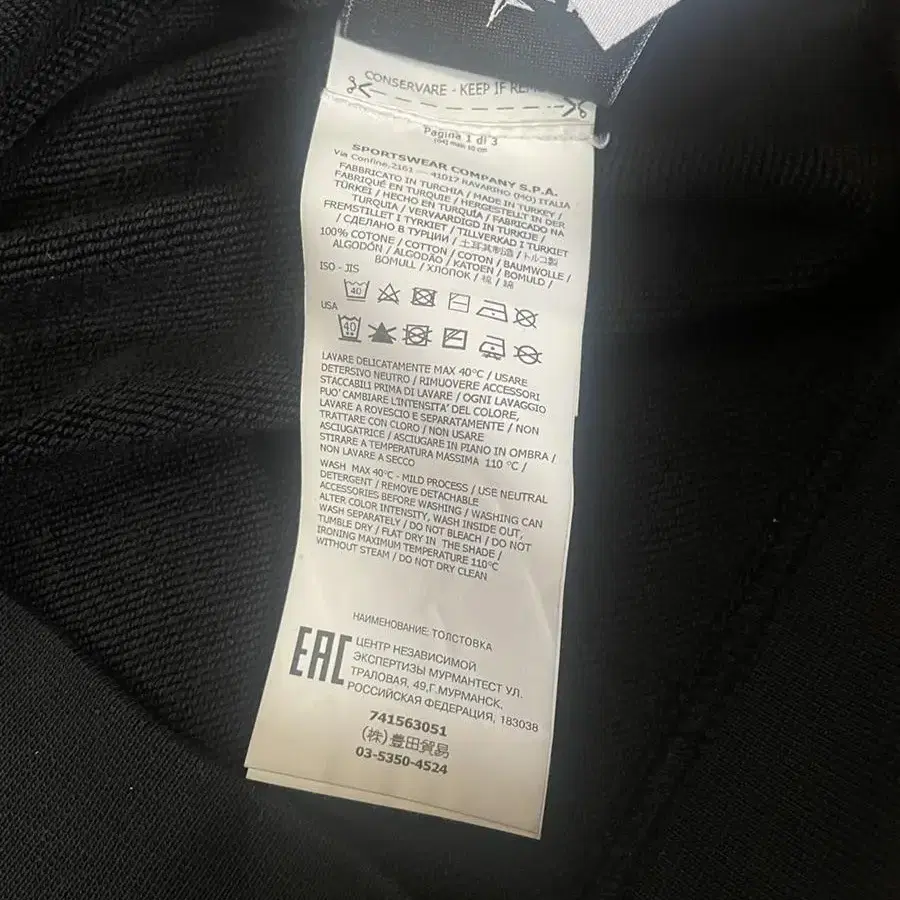 CONSERVARE - KEEP IF
Pagina 1 di 3
SPORTSWEAR COMPANY S.P.A.
Via Confine,2161 — 41017 RAVARINO (MO) ITALIA
FABBRICATO IN TURCHIA / MADE IN TURKEY /
FABRIQUÉ EN TURQUIE / HERGESTELLT IN DER
TÜRKEI / HECHO EN TURQUÍA / FABRICADO NA
TURQUIA / VERVAARDIGD IN TURKIJE /
FREMSTILLET I TYRKIET / TILLVERKAD I TURKIET
/ СДЕЛАНО В ТУРЦИИ / 土耳其制造 / トルコ製
100% COTONE / COTTON / COTON / BAUMWOLLE /
ALGODÓN / ALGODÃO / KATOEN / BOMULD /
BOMULL / ХЛОПОК / 棉 / 綿
ISO - JIS
40
USA
40
LAVARE DELICATAMENTE MAX 40°C / USARE
DETERSIVO NEUTRO / RIMUOVERE ACCESSORI
STACCABILI PRIMA DI LAVARE / OGNI LAVAGGIO
PUO' CAMBIARE L'INTENSITA' DEL COLORE,
LAVARE A ROVESCIO E SEPARATAMENTE / NON
TRATTARE CON CLORO / NON USARE
ASCIUGATRICE / ASCIUGARE IN PIANO IN OMBRA /
STIRARE A TEMPERATURA MASSIMA 110 °C /
NON LAVARE A SECCO
WASH MAX 40°C - MILD PROCESS / USE NEUTRAL
DETERGENT / REMOVE DETACHABLE
ACCESSORIES BEFORE WASHING / WASHING CAN
ALTER COLOR INTENSITY, WASH INSIDE OUT,
WASH SEPARATELY / DO NOT BLEACH / DO NOT
TUMBLE DRY / FLAT DRY IN THE SHADE /
IRONING MAXIMUM TEMPERATURE 110°C
WITHOUT STEAM / DO NOT DRY CLEAN
НАИМЕНОВАНИЕ: ТОЛСТОВКА
EAC
ЦЕНТР НЕЗАВИСИМОЙ
ЭКСПЕРТИЗЫ МУРМАНТЕСТ УЛ.
ТРАЛОВАЯ, 49,Г.МУРМАНСК,
РОССИЙСКАЯ ФЕДЕРАЦИЯ, 183038
741563051
(株)豊田貿易
03-5350-4524